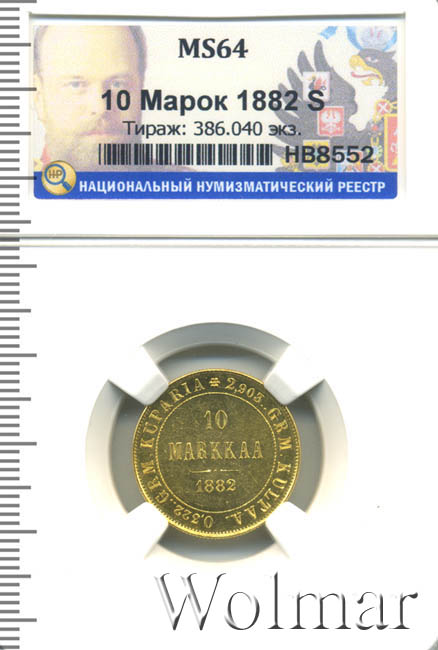 MS64
10 Марок 1882 S
Тираж: 386.040 экз.
HB8552
НР НАЦИОНАЛЬНЫЙ НУМИЗМАТИЧЕСКИЙ РЕЕСТР
2,903. GRM. KULTAA. 0,322. GRM. KUPARIA
10
MARKKAA
1882
Wolmar